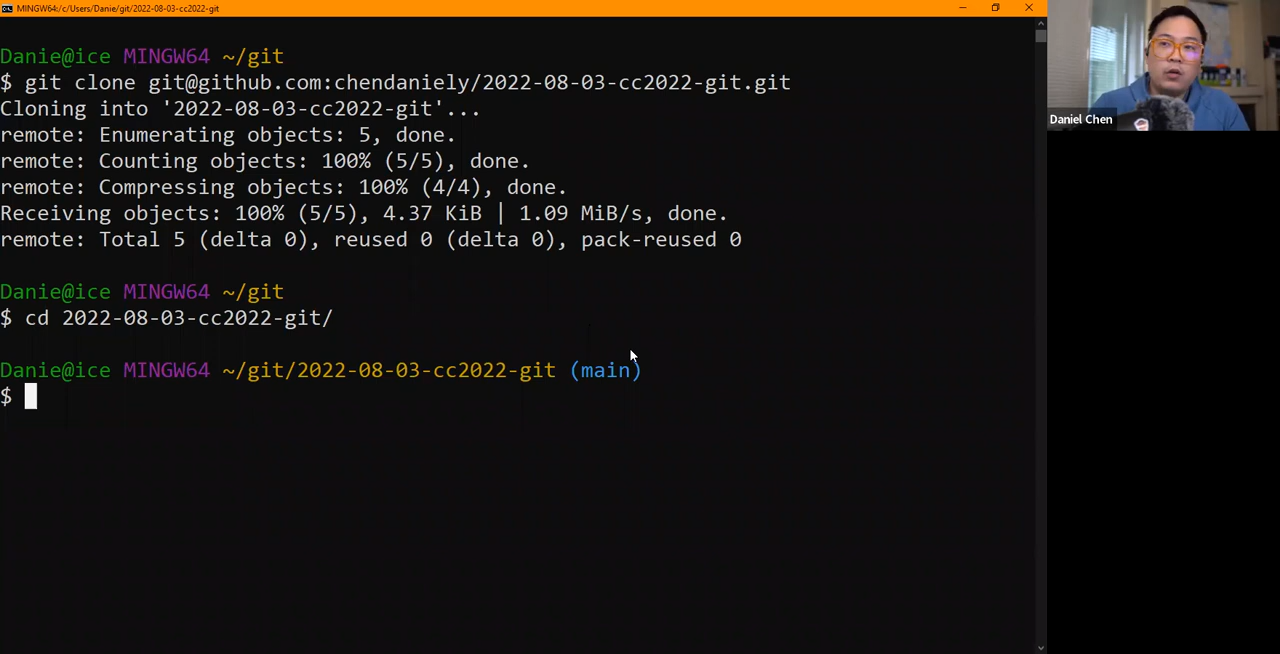 MINGW64:/c/Users/Danie/git/2022-08-03-cc2022-git
Danie@ice MINGW64 ~/git
$ git clone git@github.com:chendaniely/2022-08-03-cc2022-git.git
Cloning into '2022-08-03-cc2022-git'...
remote: Enumerating objects: 5, done.
remote: Counting objects: 100% (5/5), done.
remote: Compressing objects: 100% (4/4), done.
Receiving objects: 100% (5/5), 4.37 KiB | 1.09 MiB/s, done.
remote: Total 5 (delta 0), reused 0 (delta 0), pack-reused 0
Danie@ice MINGW64 ~/git
$ cd 2022-08-03-cc2022-git/
Danie@ice MINGW64 ~/git/2022-08-03-cc2022-git (main)
$
Daniel Chen